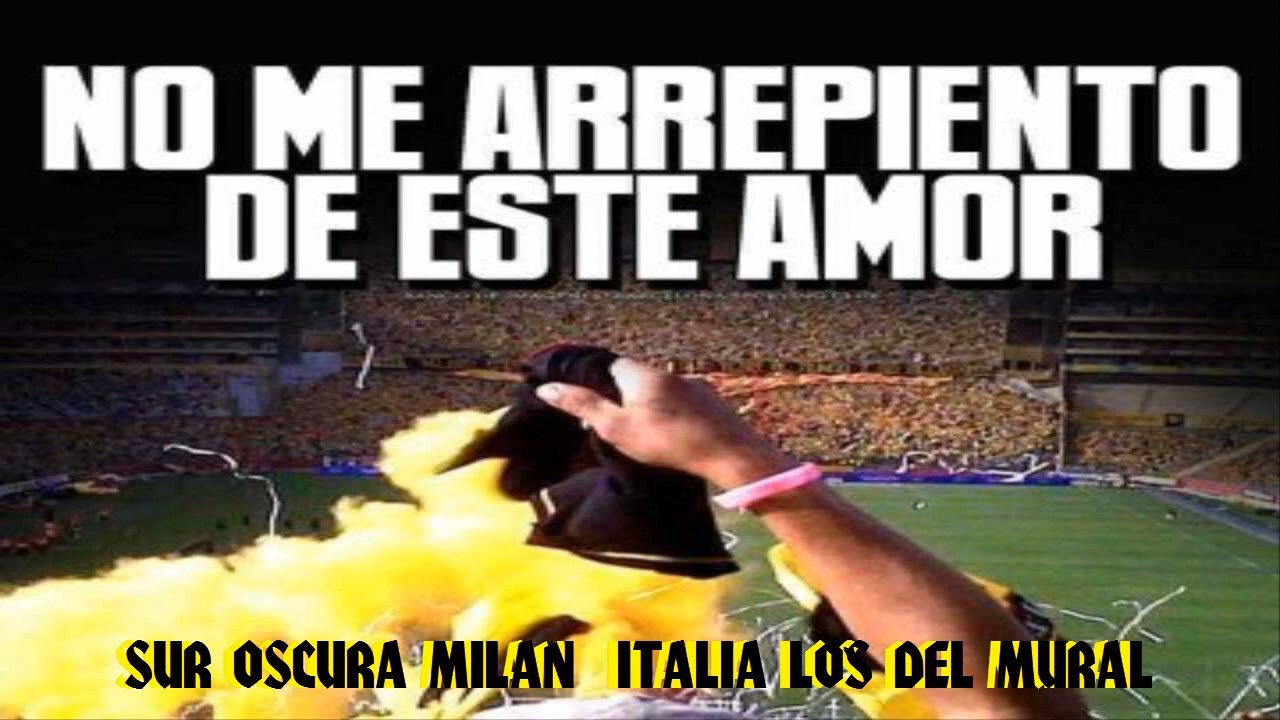 NO ME ARREPIENTO
DE ESTE AMOR
SUR OSCURA MILAN ITALIA LOS DEL MURAL